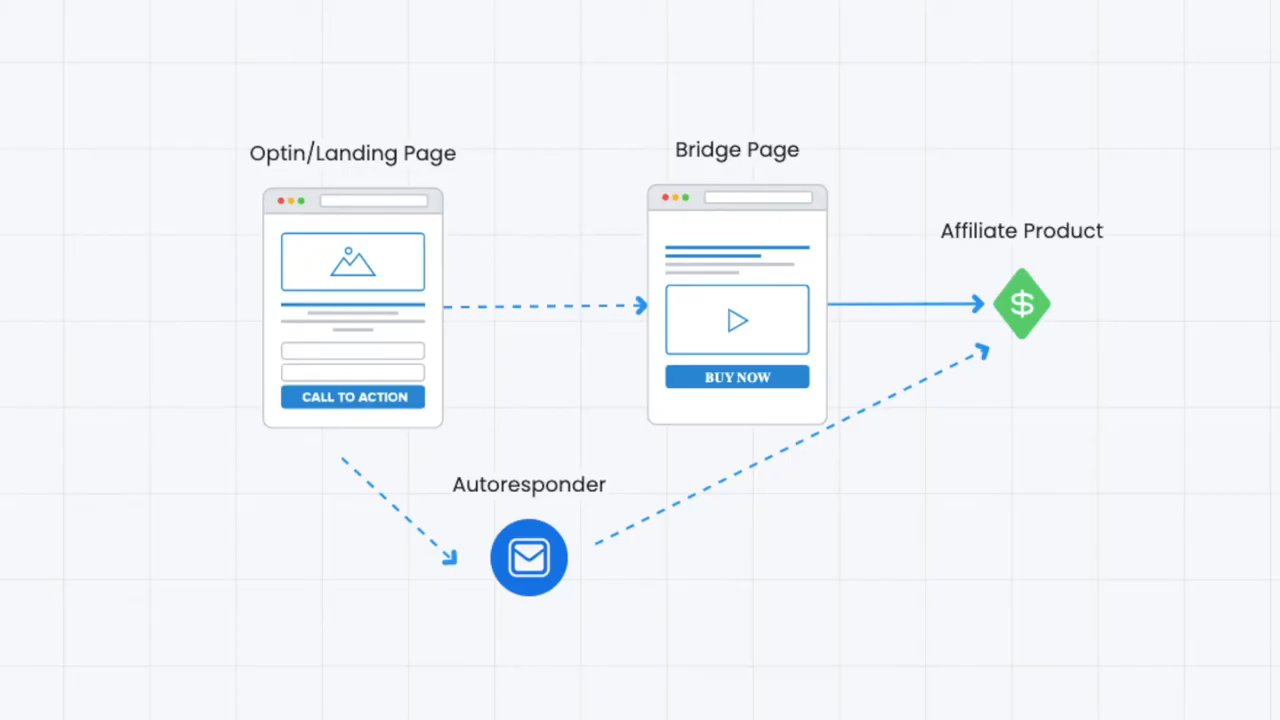 Optin/Landing Page
Bridge Page
Affiliate Product
$
CALL TO ACTION
BUY NOW
Autoresponder